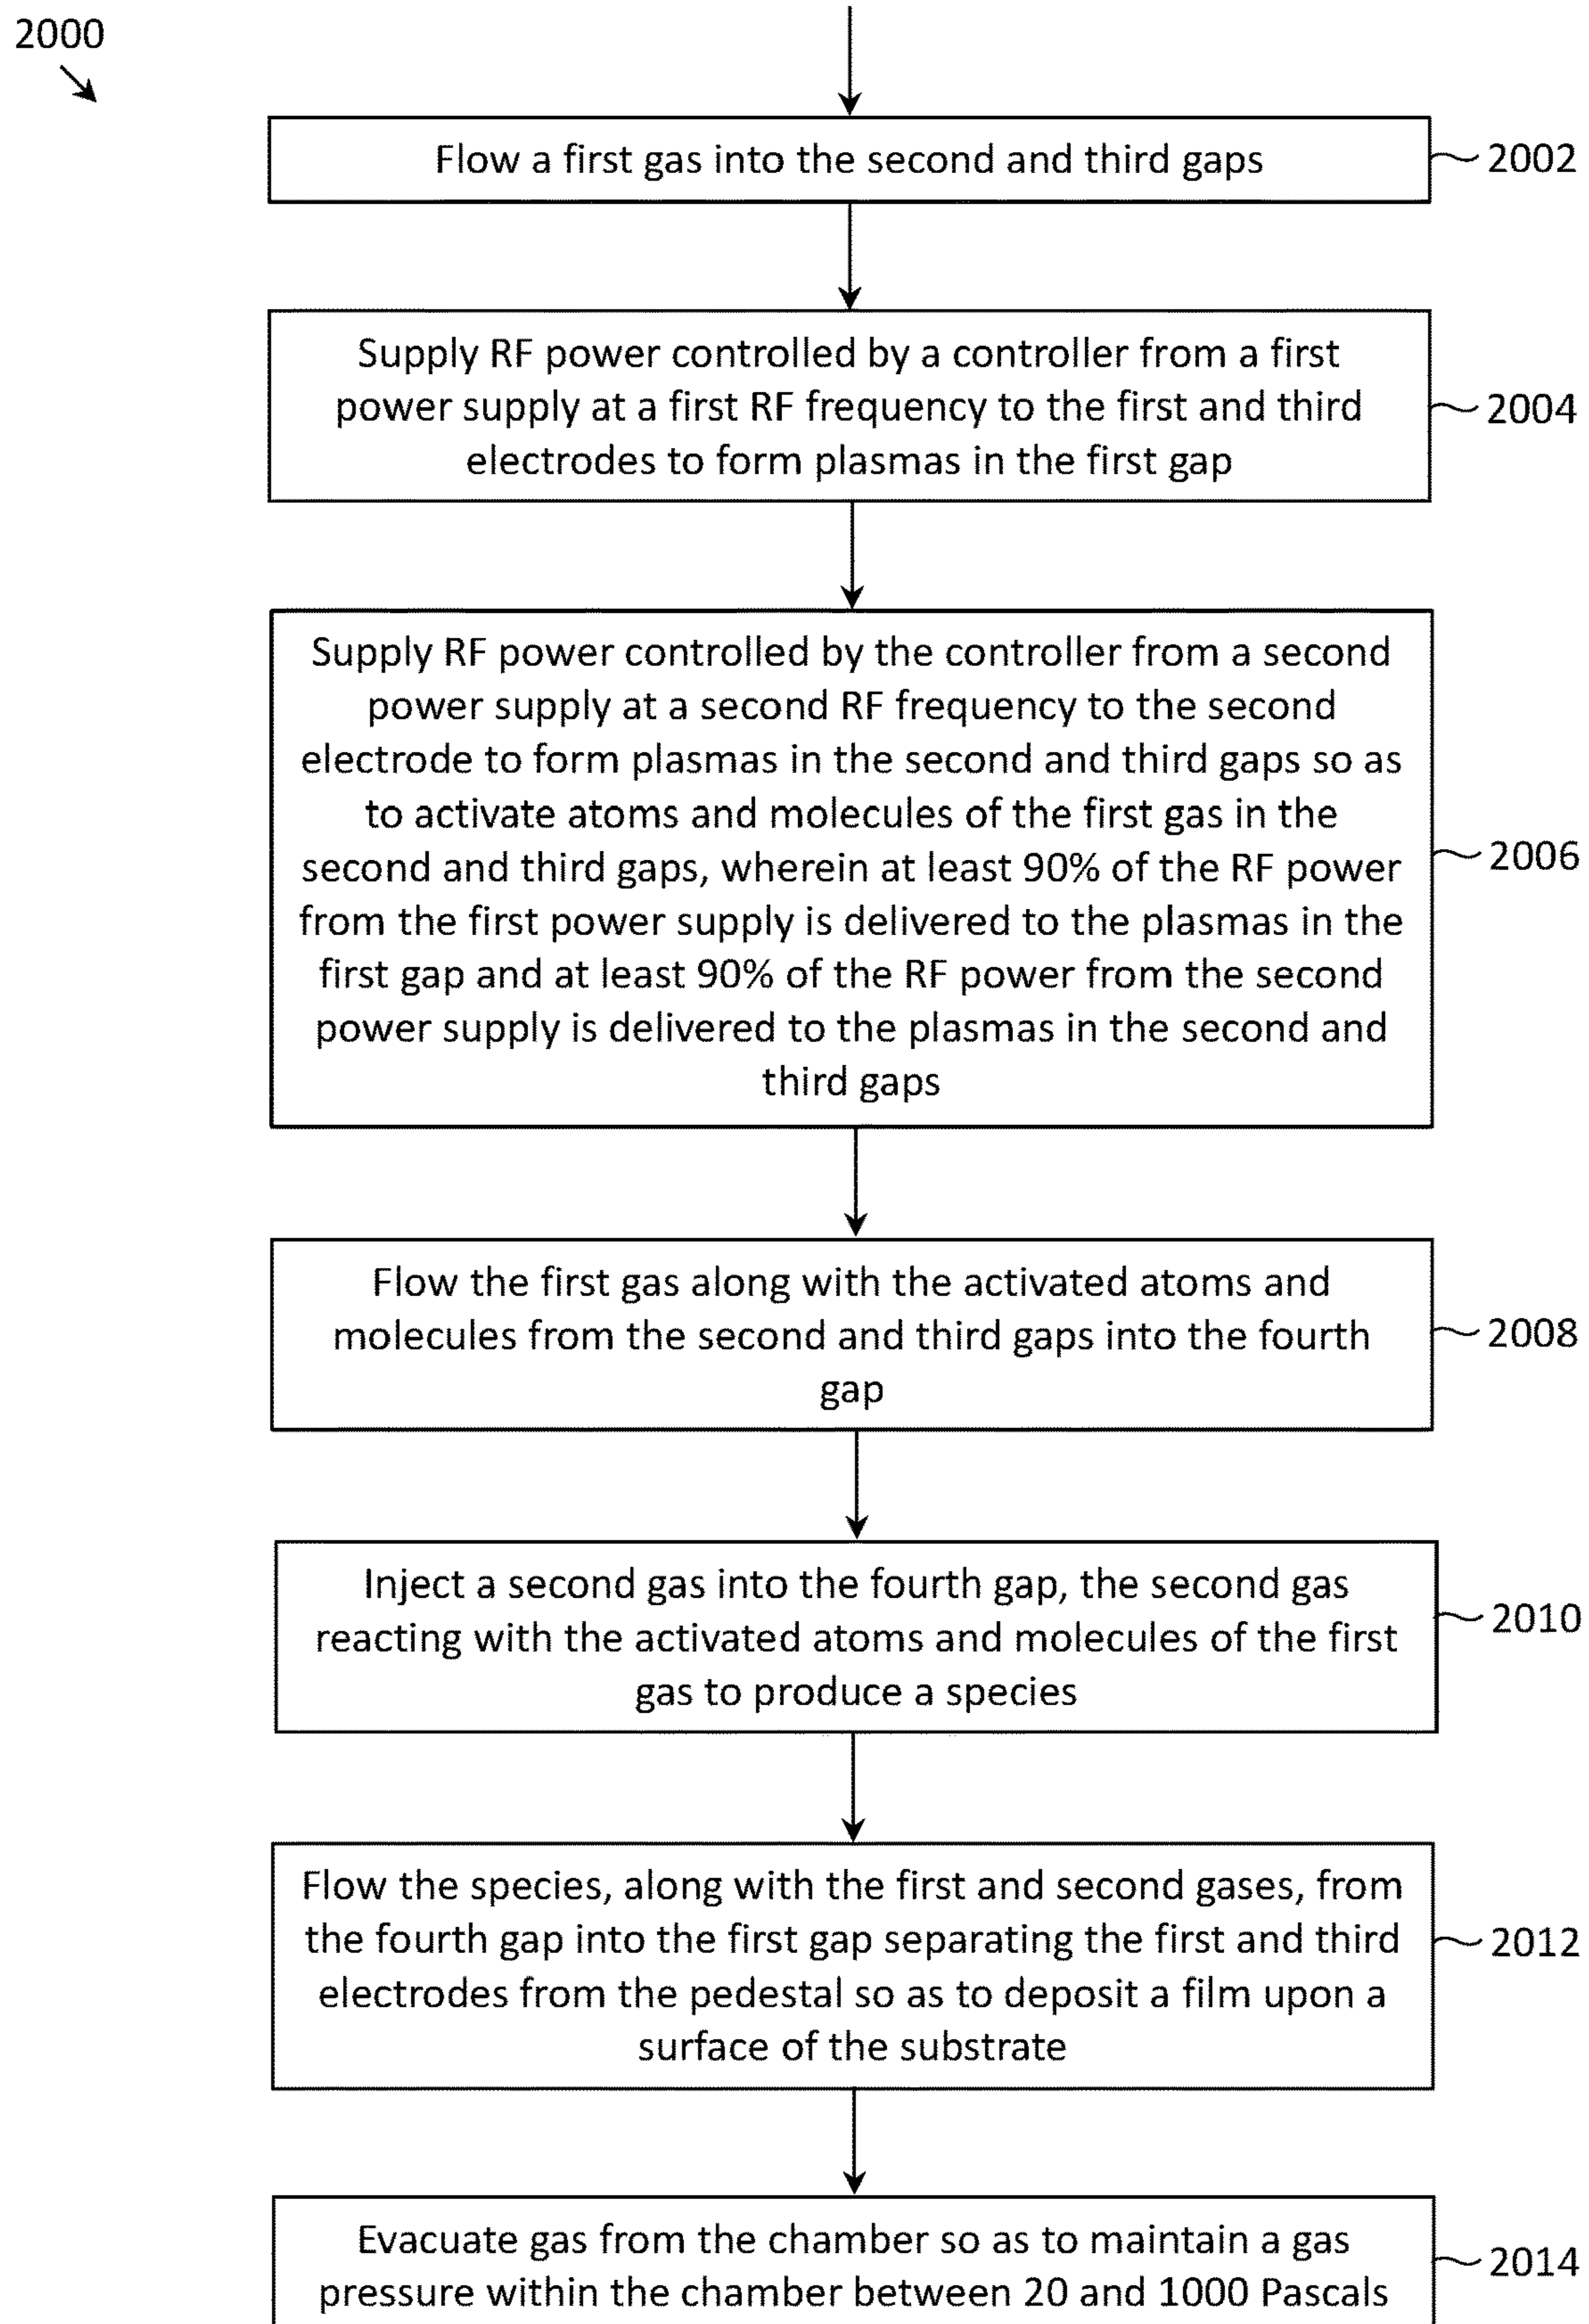 2000
Flow a first gas into the second and third gaps
2002
Supply RF power controlled by a controller from a first
power supply at a first RF frequency to the first and third
electrodes to form plasmas in the first gap
2004
Supply RF power controlled by the controller from a second
power supply at a second RF frequency to the second
electrode to form plasmas in the second and third gaps so as
to activate atoms and molecules of the first gas in the
second and third gaps, wherein at least 90% of the RF power
from the first power supply is delivered to the plasmas in the
first gap and at least 90% of the RF power from the second
power supply is delivered to the plasmas in the second and
third gaps
2006
Flow the first gas along with the activated atoms and
molecules from the second and third gaps into the fourth
gap
2008
Inject a second gas into the fourth gap, the second gas
reacting with the activated atoms and molecules of the first
gas to produce a species
2010
Flow the species, along with the first and second gases, from
the fourth gap into the first gap separating the first and third
electrodes from the pedestal so as to deposit a film upon a
surface of the substrate
2012
Evacuate gas from the chamber so as to maintain a gas
pressure within the chamber between 20 and 1000 Pascals
2014